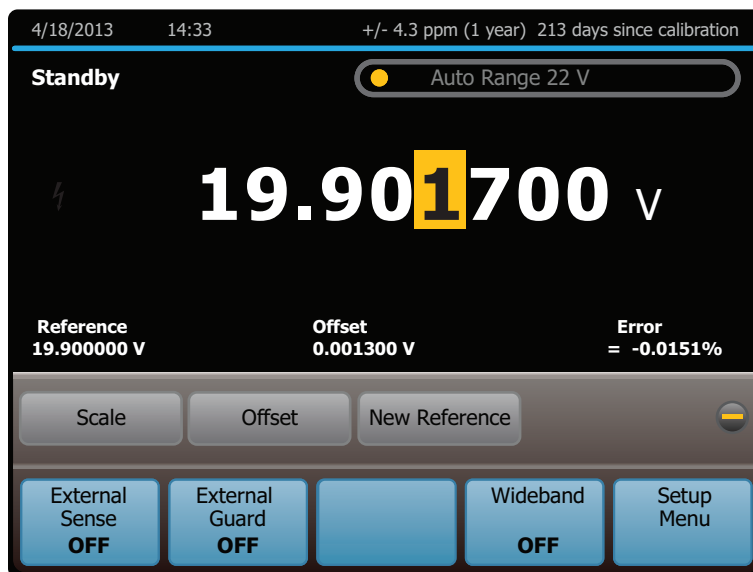 4/18/2013 14:33 +/- 4.3 ppm (1 year) 213 days since calibration
Standby Auto Range 22 V
19.901700 V
Reference Offset Error
19.900000 V 0.001300 V = -0.0151%
Scale Offset New Reference
External Sense OFF External Guard OFF Wideband OFF Setup Menu